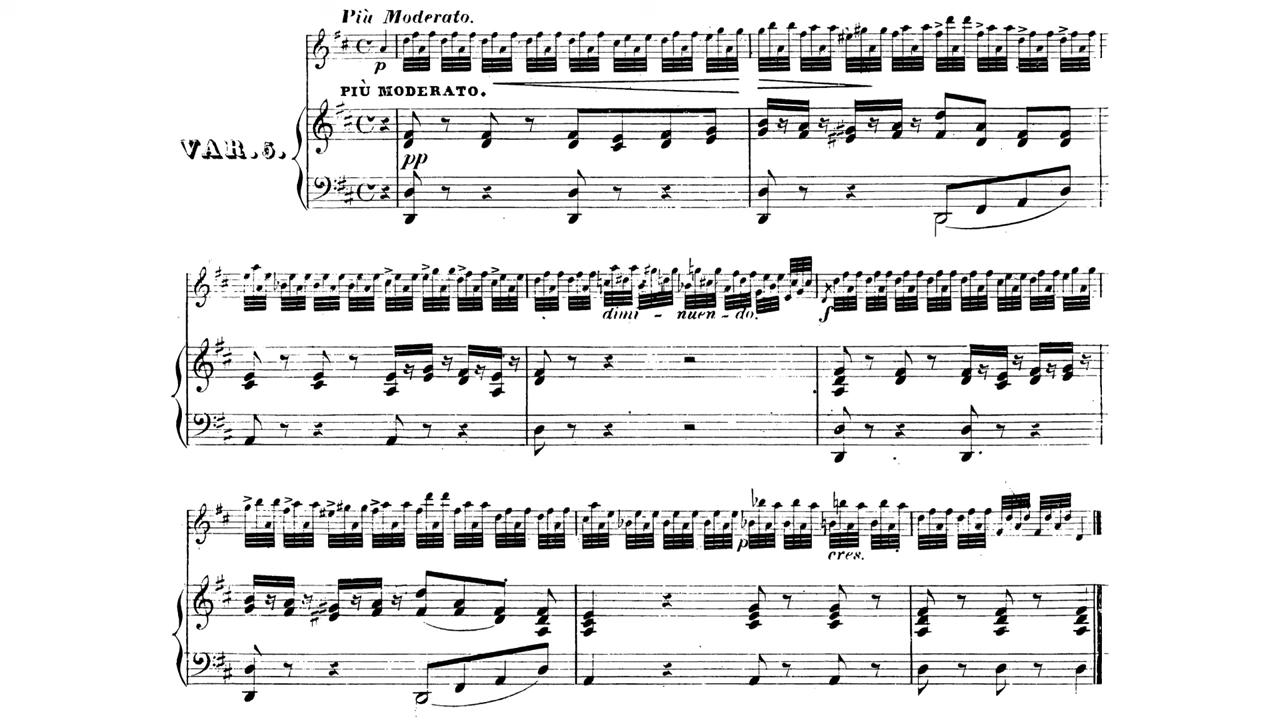 Più Moderato.
p
PIÙ MODERATO.
VAR. 5.
pp
dimi - nuen - do.
f
p
cres.